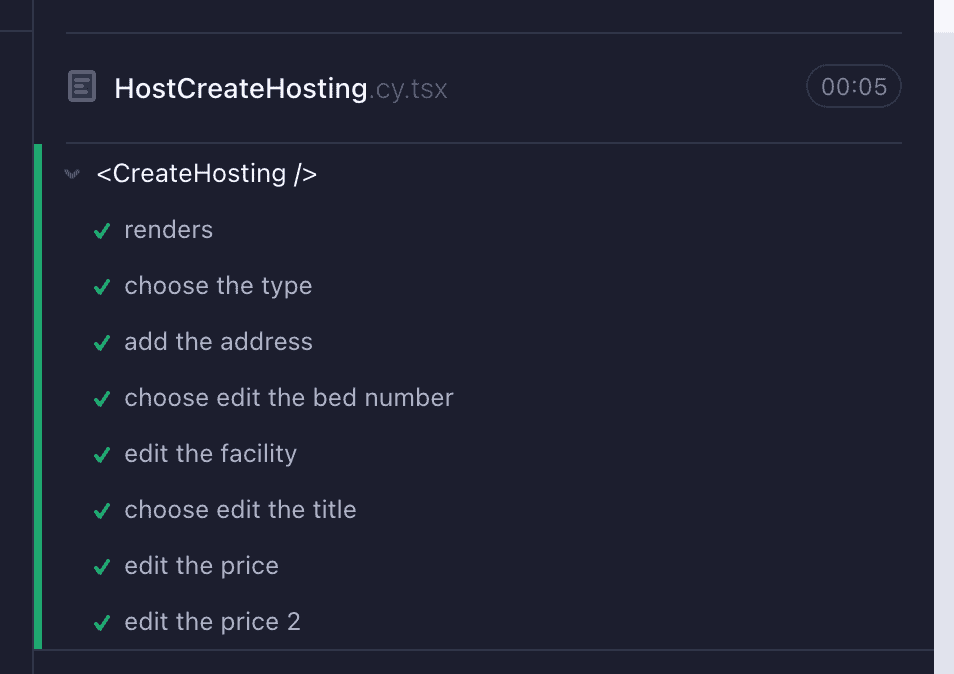 HostCreateHosting.cy.tsx 00:05
<CreateHosting />
renders
choose the type
add the address
choose edit the bed number
edit the facility
choose edit the title
edit the price
edit the price 2